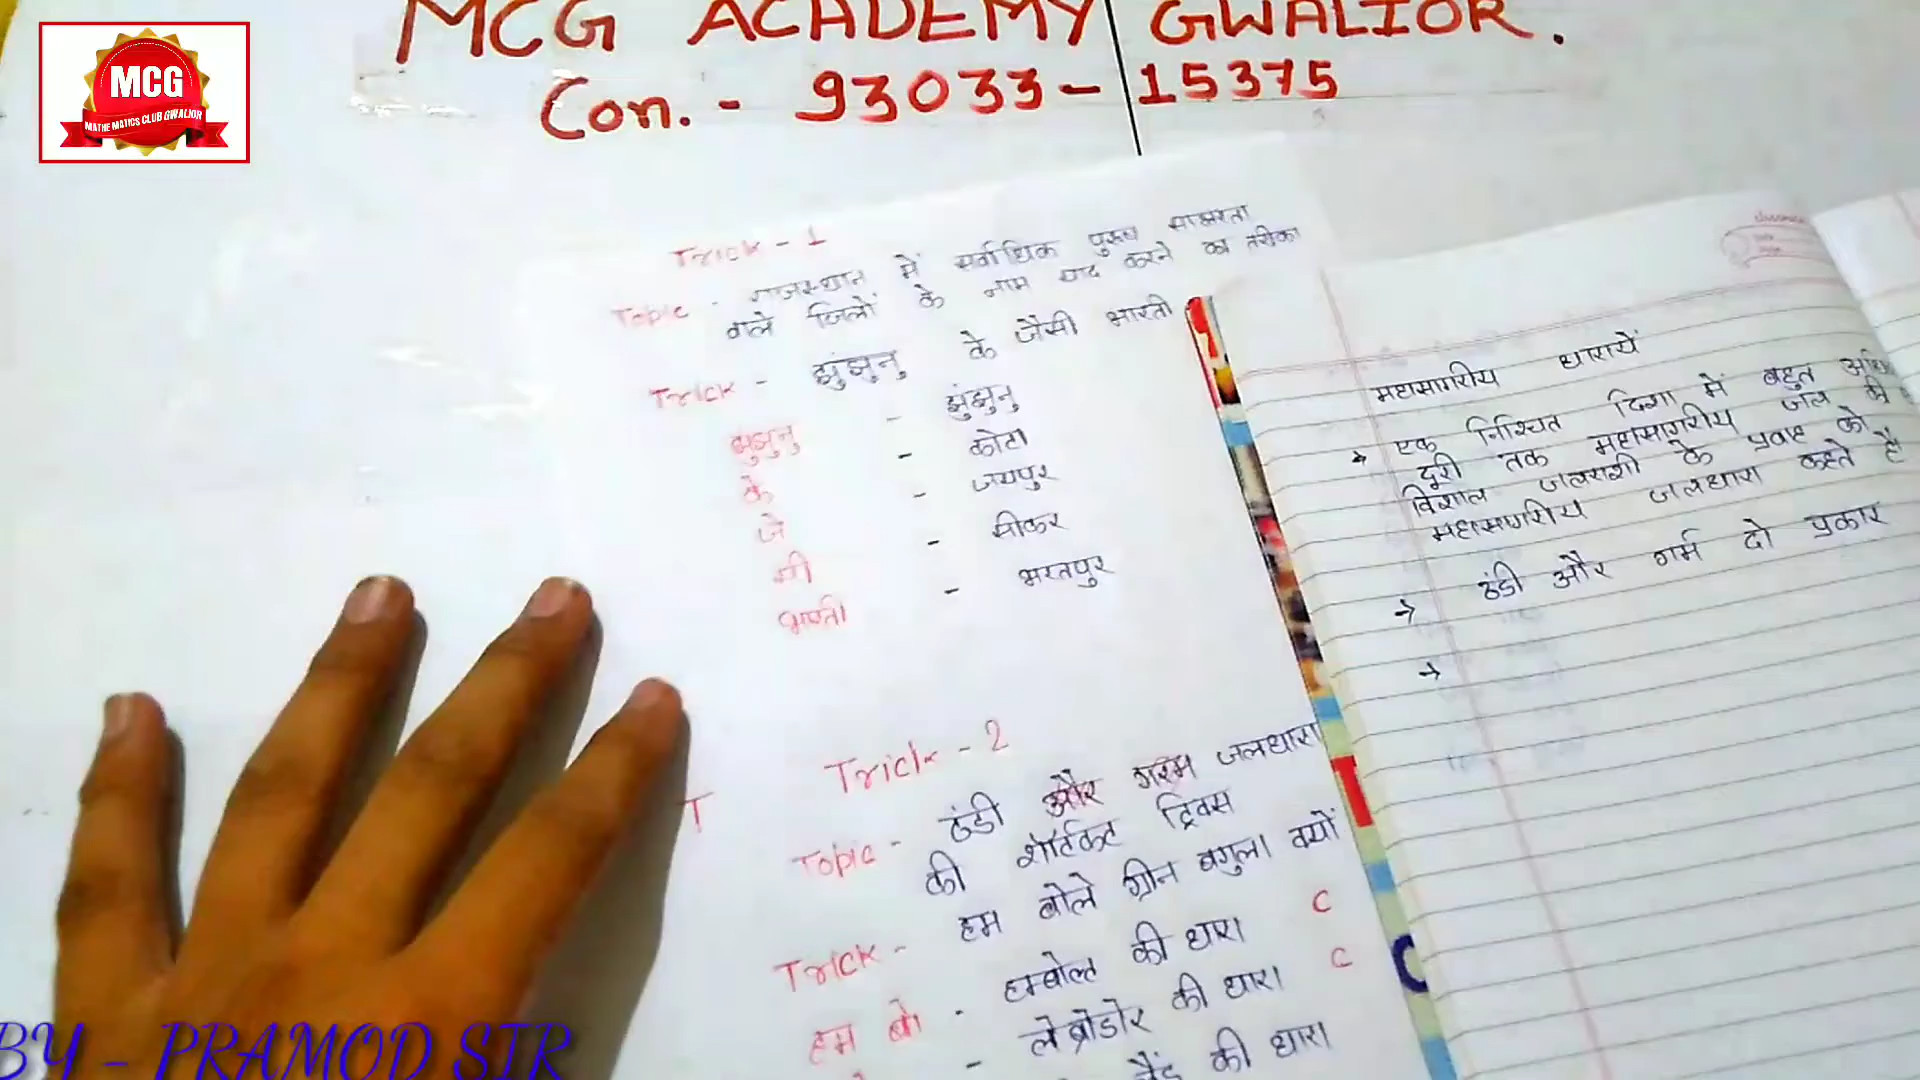 MCG ACADEMY GWALIOR.
Con. - 93033-15375
MCG
MATHE MATICS CLUB GWALIOR
Trick - 1
Topic - राजस्थान में सर्वाधिक पुरुष साक्षरता
वाले जिलों के नाम याद करने का तरीका
Trick - झुंझुनु के जैसी भारती
झुंझुनु - झुंझुनु
के - कोटा
जे - जयपुर
सी - सीकर
भारती - भरतपुर
Trick - 2
T
Topic - ठंडी और गरम जलधारा
की शॉर्टकट ट्रिक्स
Trick - हम बोले ग्रीन बगुला क्यों
हम बो - हम्बोल्ट की धारा C
- लेब्रोडोर की धारा C
की धारा
महासागरीय धारायें
→ एक निश्चित दिशा में बहुत
दूरी तक महासागरीय जल की
विशाल जलराशी के प्रवाह को
महासागरीय जलधारा कहते है
→ ठंडी और गर्म दो प्रकार
→
BY - PRAMOD SIR